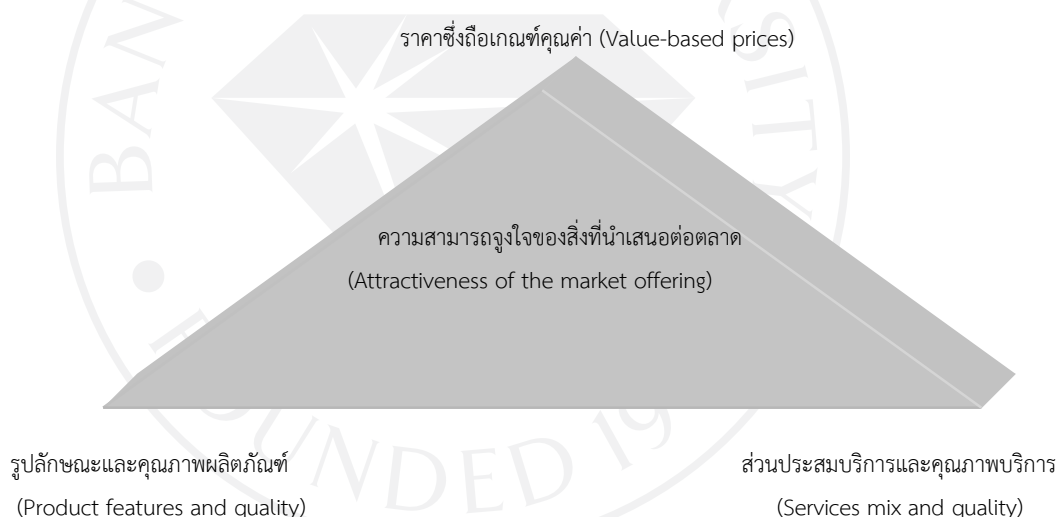 ราคาซึ่งถือเกณฑ์คุณค่า (Value-based prices)
ความสามารถจูงใจของสิ่งที่นำเสนอต่อตลาด
(Attractiveness of the market offering)
รูปลักษณะและคุณภาพผลิตภัณฑ์
(Product features and quality)
ส่วนประสมบริการและคุณภาพบริการ
(Services mix and quality)